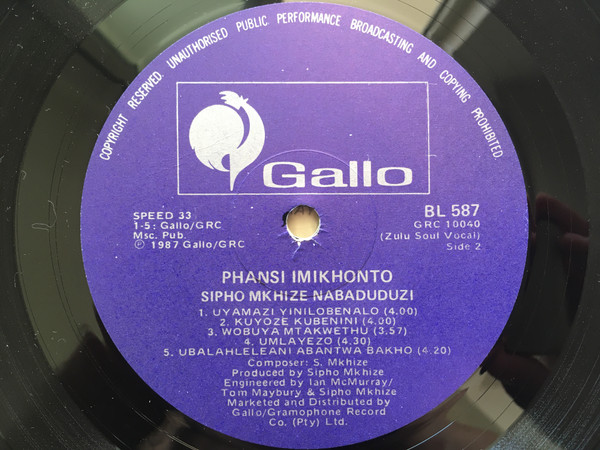 COPYRIGHT RESERVED. UNAUTHORISED PUBLIC PERFORMANCE BROADCASTING AND COPYING PROHIBITED.
Gallo
SPEED 33
1-5: Gallo/GRC
Msc. Pub.
℗ 1987 Gallo/GRC
BL 587
GRC 10040
(Zulu Soul Vocal)
Side 2
PHANSI IMIKHONTO
SIPHO MKHIZE NABADUDUZI
1. UYAMAZI YINILOBENALO (4.00)
2. KUYOZE KUBENINI (4.00)
3. WOBUYA MTAKWETHU (3.57)
4. UMLAYEZO (4.30)
5. UBALAHLELEANI ABANTWA BAKHO (4.20)
Composer: S. Mkhize
Produced by Sipho Mkhize
Engineered by Ian McMurray/
Tom Maybury & Sipho Mkhize
Marketed and Distributed by
Gallo/Gramophone Record
Co. (Pty) Ltd.